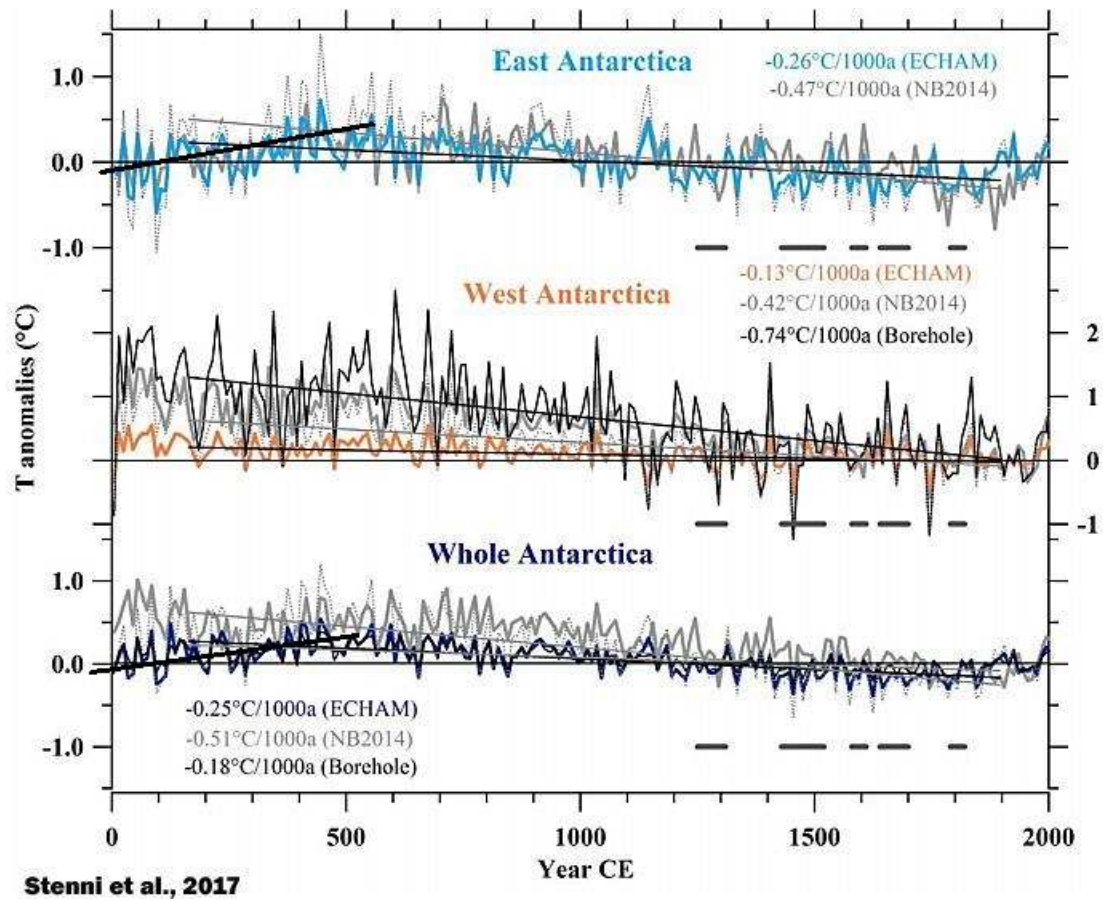 East Antarctica
-0.26°C/1000a (ECHAM)
-0.47°C/1000a (NB2014)
1.0
0.0
-1.0
West Antarctica
-0.13°C/1000a (ECHAM)
-0.42°C/1000a (NB2014)
-0.74°C/1000a (Borehole)
T anomalies (°C)
2
1
0
-1
Whole Antarctica
1.0
0.0
-1.0
-0.25°C/1000a (ECHAM)
-0.51°C/1000a (NB2014)
-0.18°C/1000a (Borehole)
0 500 1000 1500 2000
Year CE
Stenni et al., 2017